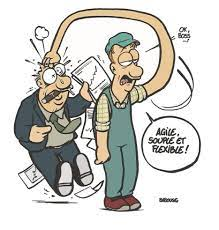 OK,
BOSS
...
AGILE,
SOUPLE ET
FLEXIBLE !